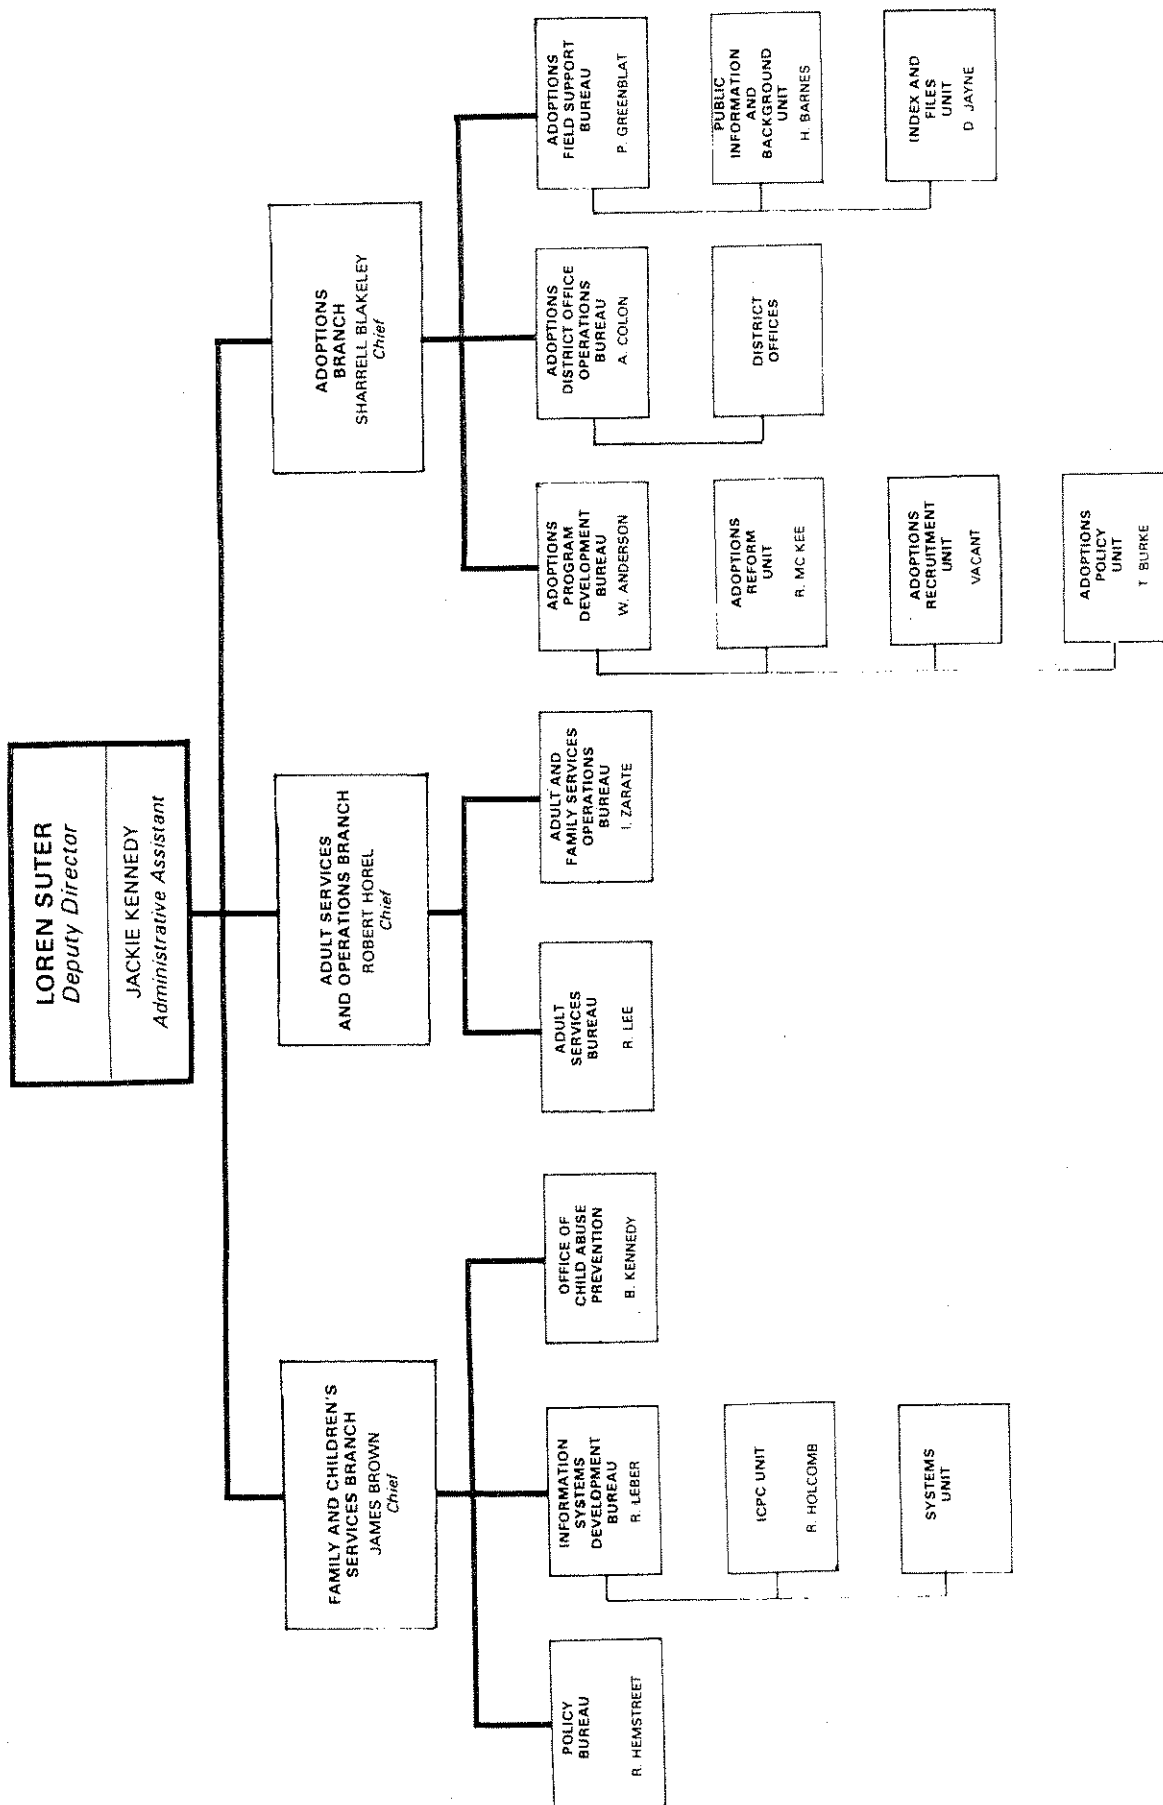 LOREN SUTER
Deputy Director
JACKIE KENNEDY
Administrative Assistant
FAMILY AND CHILDREN'S
SERVICES BRANCH
JAMES BROWN
Chief
ADULT SERVICES
AND OPERATIONS BRANCH
ROBERT HOREL
Chief
ADOPTIONS
BRANCH
SHARRELL BLAKELEY
Chief
POLICY
BUREAU
R. HEMSTREET
INFORMATION
SYSTEMS
DEVELOPMENT
BUREAU
R. LEBER
ICPC UNIT
R. HOLCOMB
SYSTEMS
UNIT
OFFICE OF
CHILD ABUSE
PREVENTION
B. KENNEDY
ADULT
SERVICES
BUREAU
R. LEE
ADULT AND
FAMILY SERVICES
OPERATIONS
BUREAU
I. ZARATE
ADOPTIONS
PROGRAM
DEVELOPMENT
BUREAU
W. ANDERSON
ADOPTIONS
REFORM
UNIT
R. MC KEE
ADOPTIONS
RECRUITMENT
UNIT
VACANT
ADOPTIONS
POLICY
UNIT
T BURKE
ADOPTIONS
DISTRICT OFFICE
OPERATIONS
BUREAU
A. COLON
DISTRICT
OFFICES
ADOPTIONS
FIELD SUPPORT
BUREAU
P. GREENBLAT
PUBLIC
INFORMATION
AND
BACKGROUND
UNIT
H. BARNES
INDEX AND
FILES
UNIT
D JAYNE